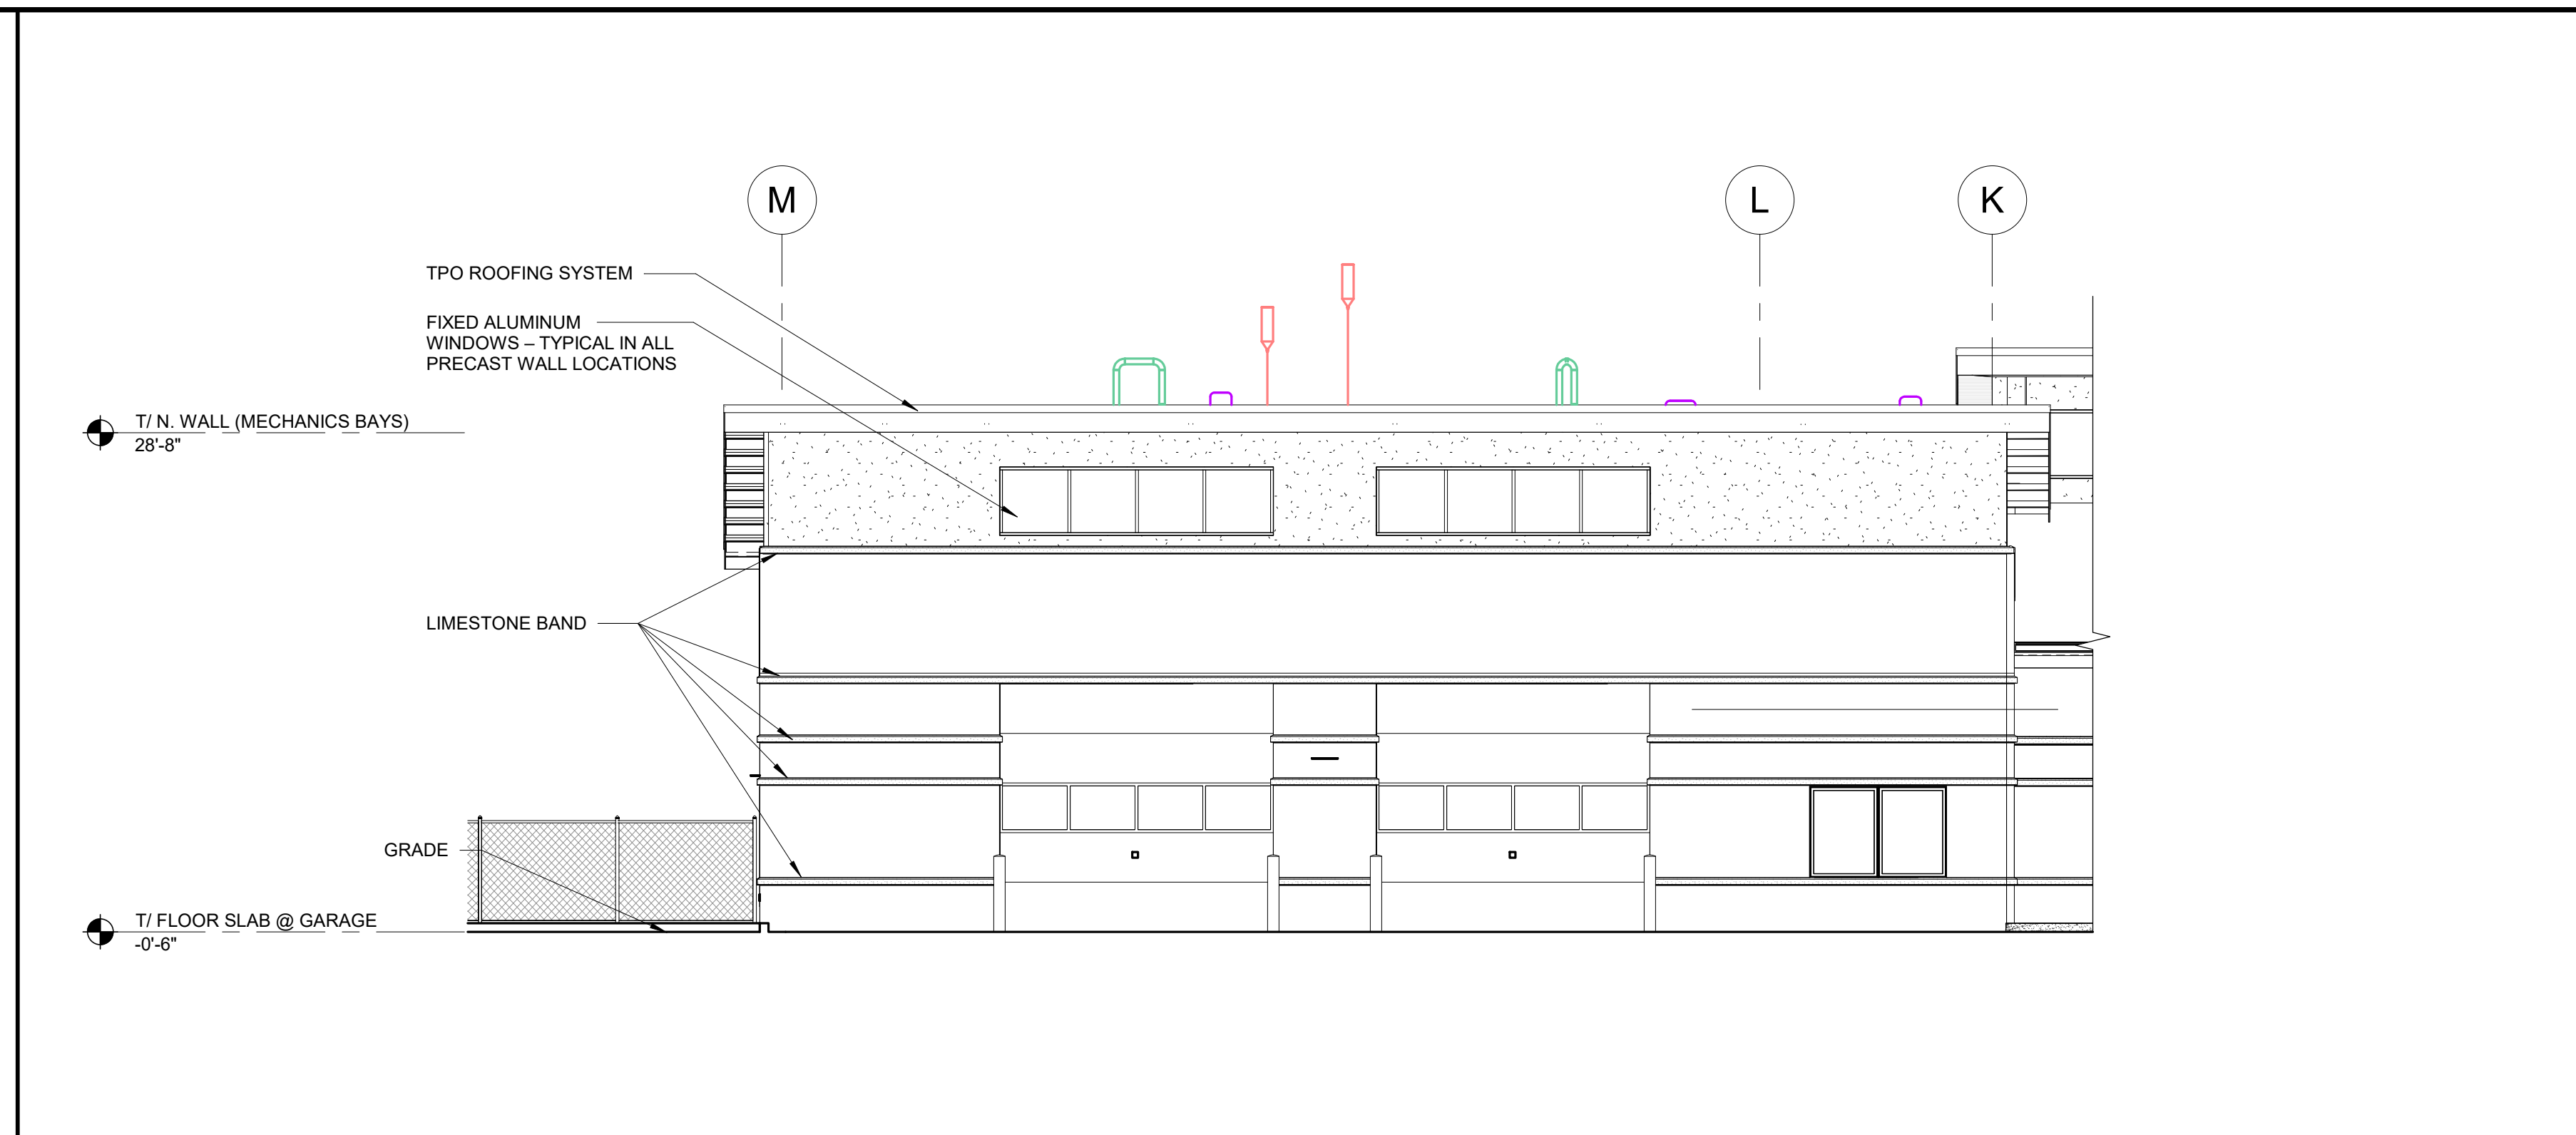 M
L
K
TPO ROOFING SYSTEM
FIXED ALUMINUM
WINDOWS – TYPICAL IN ALL
PRECAST WALL LOCATIONS
T/ N. WALL (MECHANICS BAYS)
28'-8"
LIMESTONE BAND
GRADE
T/ FLOOR SLAB @ GARAGE
-0'-6"